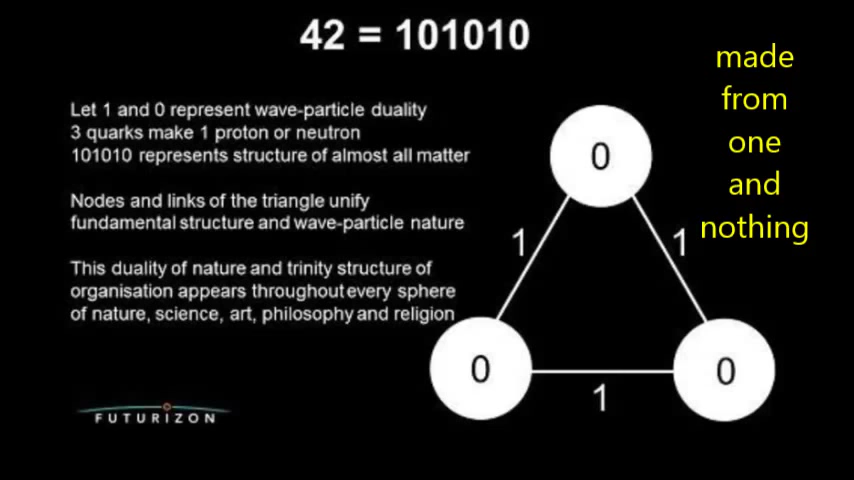 42 = 101010
Let 1 and 0 represent wave-particle duality
3 quarks make 1 proton or neutron
101010 represents structure of almost all matter
Nodes and links of the triangle unify
fundamental structure and wave-particle nature
This duality of nature and trinity structure of
organisation appears throughout every sphere
of nature, science, art, philosophy and religion
FUTURIZON
0
1
1
0
0
1
made
from
one
and
nothing